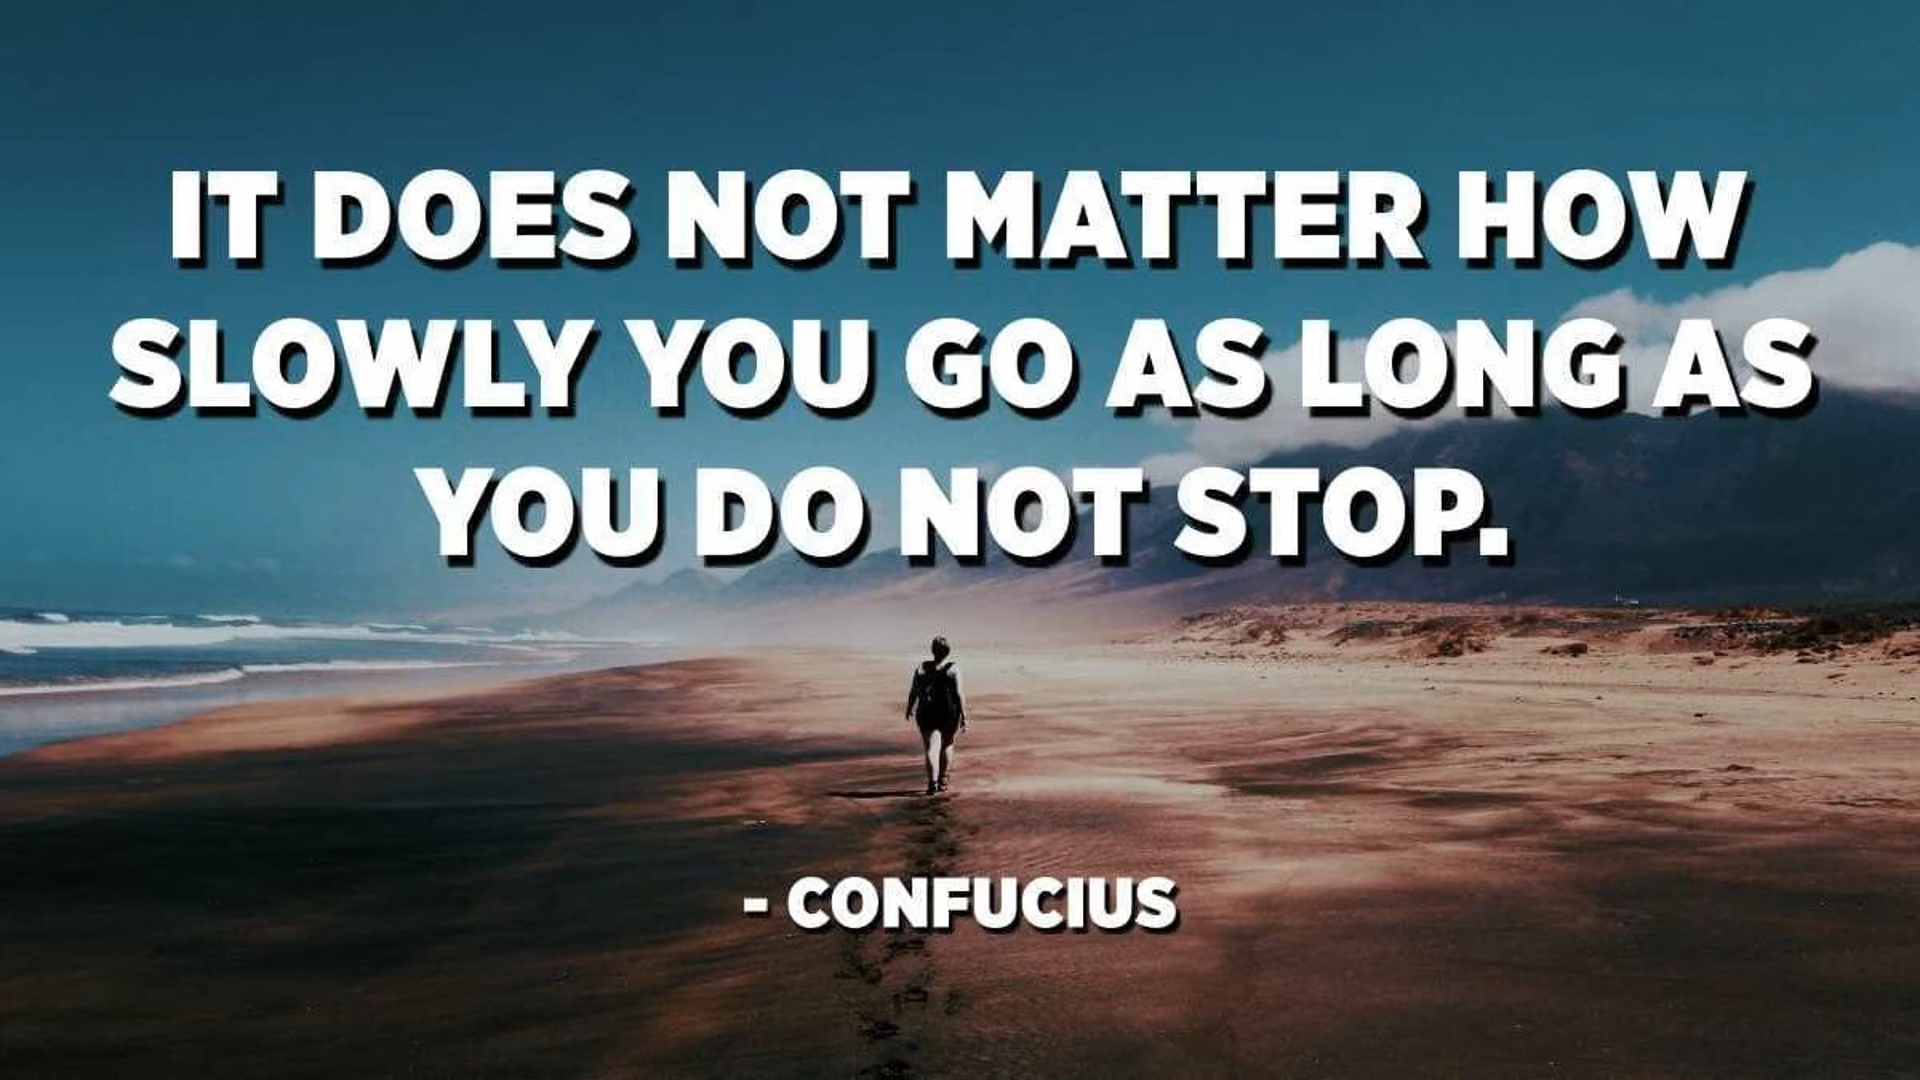 IT DOES NOT MATTER HOW
SLOWLY YOU GO AS LONG AS
YOU DO NOT STOP.
- CONFUCIUS